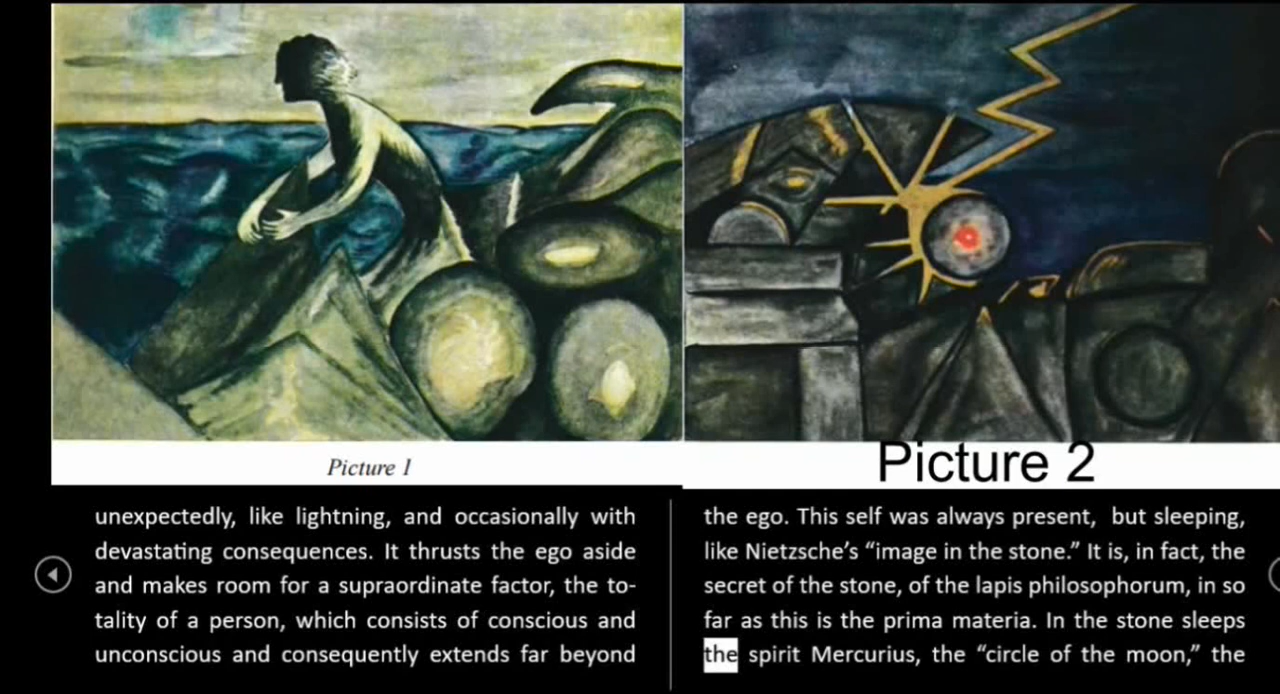 Picture 1
Picture 2
unexpectedly, like lightning, and occasionally with
devastating consequences. It thrusts the ego aside
and makes room for a supraordinate factor, the to-
tality of a person, which consists of conscious and
unconscious and consequently extends far beyond
the ego. This self was always present, but sleeping,
like Nietzsche's “image in the stone.” It is, in fact, the
secret of the stone, of the lapis philosophorum, in so
far as this is the prima materia. In the stone sleeps
the spirit Mercurius, the “circle of the moon,” the